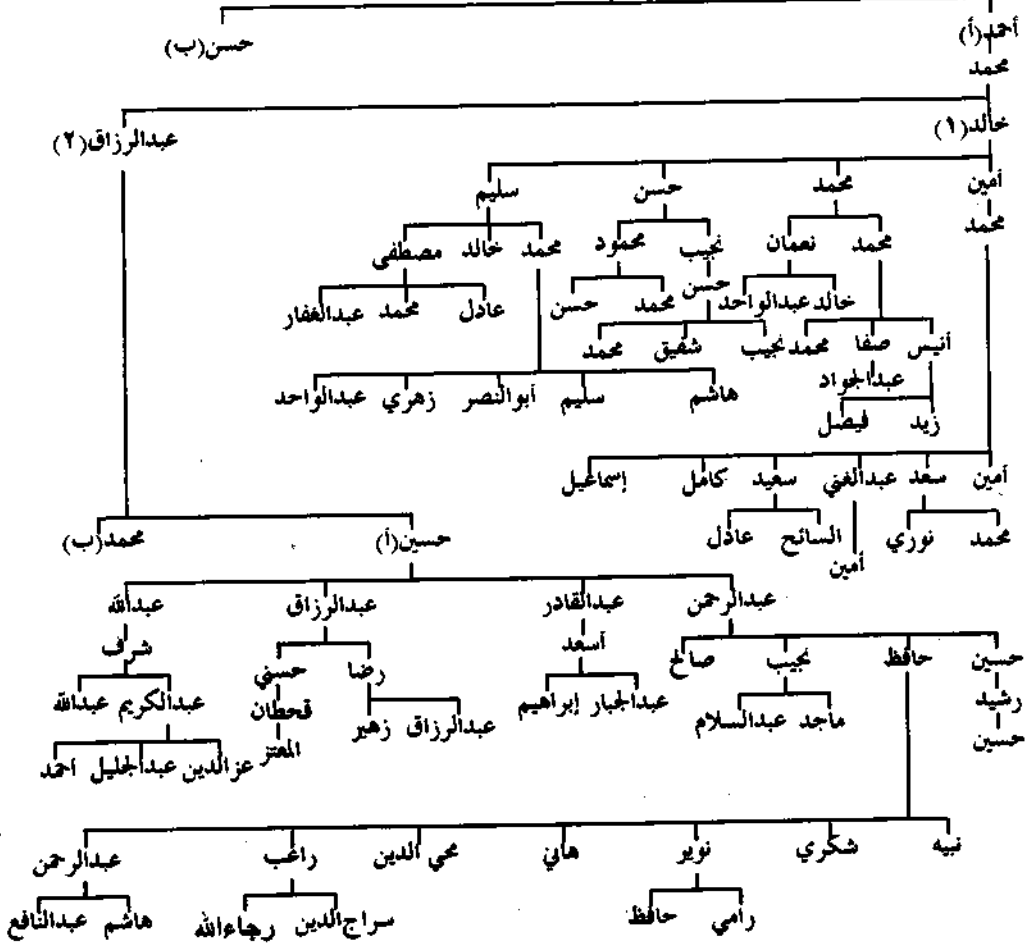 أحمد(أ) حسن(ب)
محمد
خالد(١) عبدالرزاق(٢)
أمين محمد حسن سليم
محمد
محمد نعمان نجيب محمود محمد خالد مصطفى
خالد عبدالواحد حسن محمد حسن عادل محمد عبدالغفار
أنيس صفا محمد نجيب شفيق محمد
عبدالجواد
هاشم سليم أبوالنصر زهري عبدالواحد
زيد فيصل
أمين سعد عبدالغني سعيد كامل إسماعيل
محمد نوري أمين السائح عادل
حسين(أ) محمد(ب)
عبدالرحمن عبدالقادر عبدالرزاق عبدالله
حسين حافظ نجيب صالح أسعد رضا حسني شرف
رشيد ماجد عبدالسلام عبدالجبار إبراهيم عبدالرزاق زهير قحطان عبدالكريم عبدالله
حسين المعتز عزالدين عبدالجليل احمد
نبيه شكري نويو هاني محي الدين راغب عبدالرحمن
رامي حافظ سراج الدين رجاءالله هاشم عبدالنافع